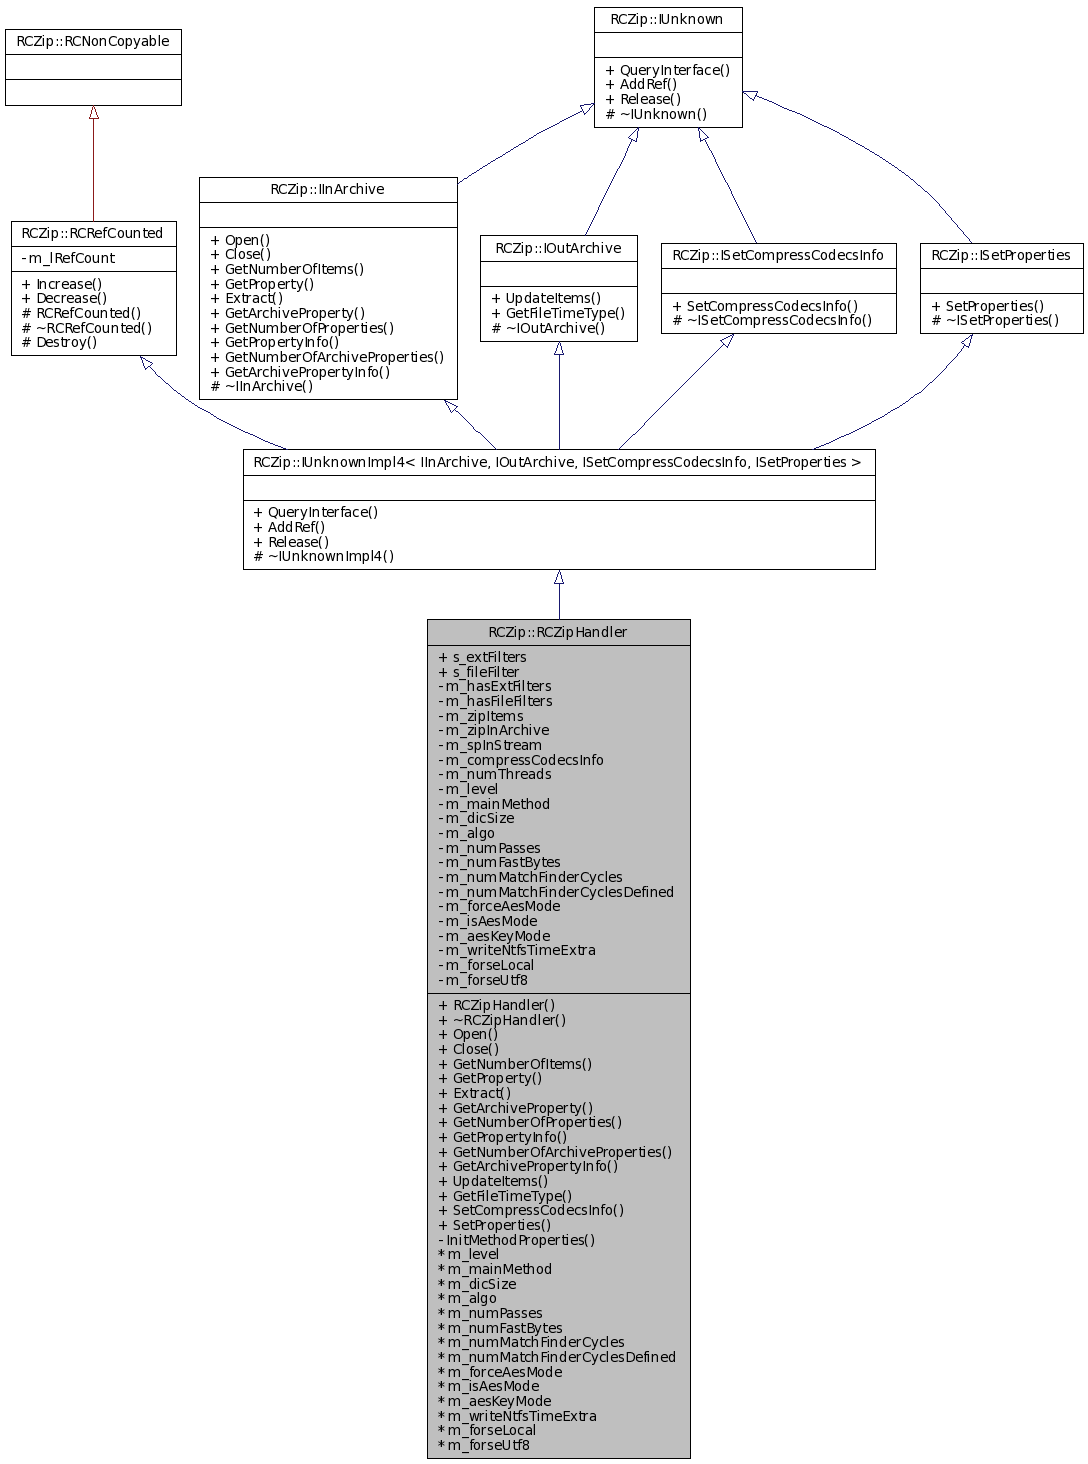 RCZip::RCNonCopyable
RCZip::IUnknown
+ QueryInterface()
+ AddRef()
+ Release()
# ~IUnknown()
RCZip::RCRefCounted
- m_lRefCount
+ Increase()
+ Decrease()
# RCRefCounted()
# ~RCRefCounted()
# Destroy()
RCZip::IInArchive
+ Open()
+ Close()
+ GetNumberOfItems()
+ GetProperty()
+ Extract()
+ GetArchiveProperty()
+ GetNumberOfProperties()
+ GetPropertyInfo()
+ GetNumberOfArchiveProperties()
+ GetArchivePropertyInfo()
# ~IInArchive()
RCZip::IOutArchive
+ UpdateItems()
+ GetFileTimeType()
# ~IOutArchive()
RCZip::ISetCompressCodecsInfo
+ SetCompressCodecsInfo()
# ~ISetCompressCodecsInfo()
RCZip::ISetProperties
+ SetProperties()
# ~ISetProperties()
RCZip::IUnknownImpl4< IInArchive, IOutArchive, ISetCompressCodecsInfo, ISetProperties >
+ QueryInterface()
+ AddRef()
+ Release()
# ~IUnknownImpl4()
RCZip::RCZipHandler
+ s_extFilters
+ s_fileFilter
- m_hasExtFilters
- m_hasFileFilters
- m_zipItems
- m_zipInArchive
- m_spInStream
- m_compressCodecsInfo
- m_numThreads
- m_level
- m_mainMethod
- m_dicSize
- m_algo
- m_numPasses
- m_numFastBytes
- m_numMatchFinderCycles
- m_numMatchFinderCyclesDefined
- m_forceAesMode
- m_isAesMode
- m_aesKeyMode
- m_writeNtfsTimeExtra
- m_forseLocal
- m_forseUtf8
+ RCZipHandler()
+ ~RCZipHandler()
+ Open()
+ Close()
+ GetNumberOfItems()
+ GetProperty()
+ Extract()
+ GetArchiveProperty()
+ GetNumberOfProperties()
+ GetPropertyInfo()
+ GetNumberOfArchiveProperties()
+ GetArchivePropertyInfo()
+ UpdateItems()
+ GetFileTimeType()
+ SetCompressCodecsInfo()
+ SetProperties()
- InitMethodProperties()
* m_level
* m_mainMethod
* m_dicSize
* m_algo
* m_numPasses
* m_numFastBytes
* m_numMatchFinderCycles
* m_numMatchFinderCyclesDefined
* m_forceAesMode
* m_isAesMode
* m_aesKeyMode
* m_writeNtfsTimeExtra
* m_forseLocal
* m_forseUtf8